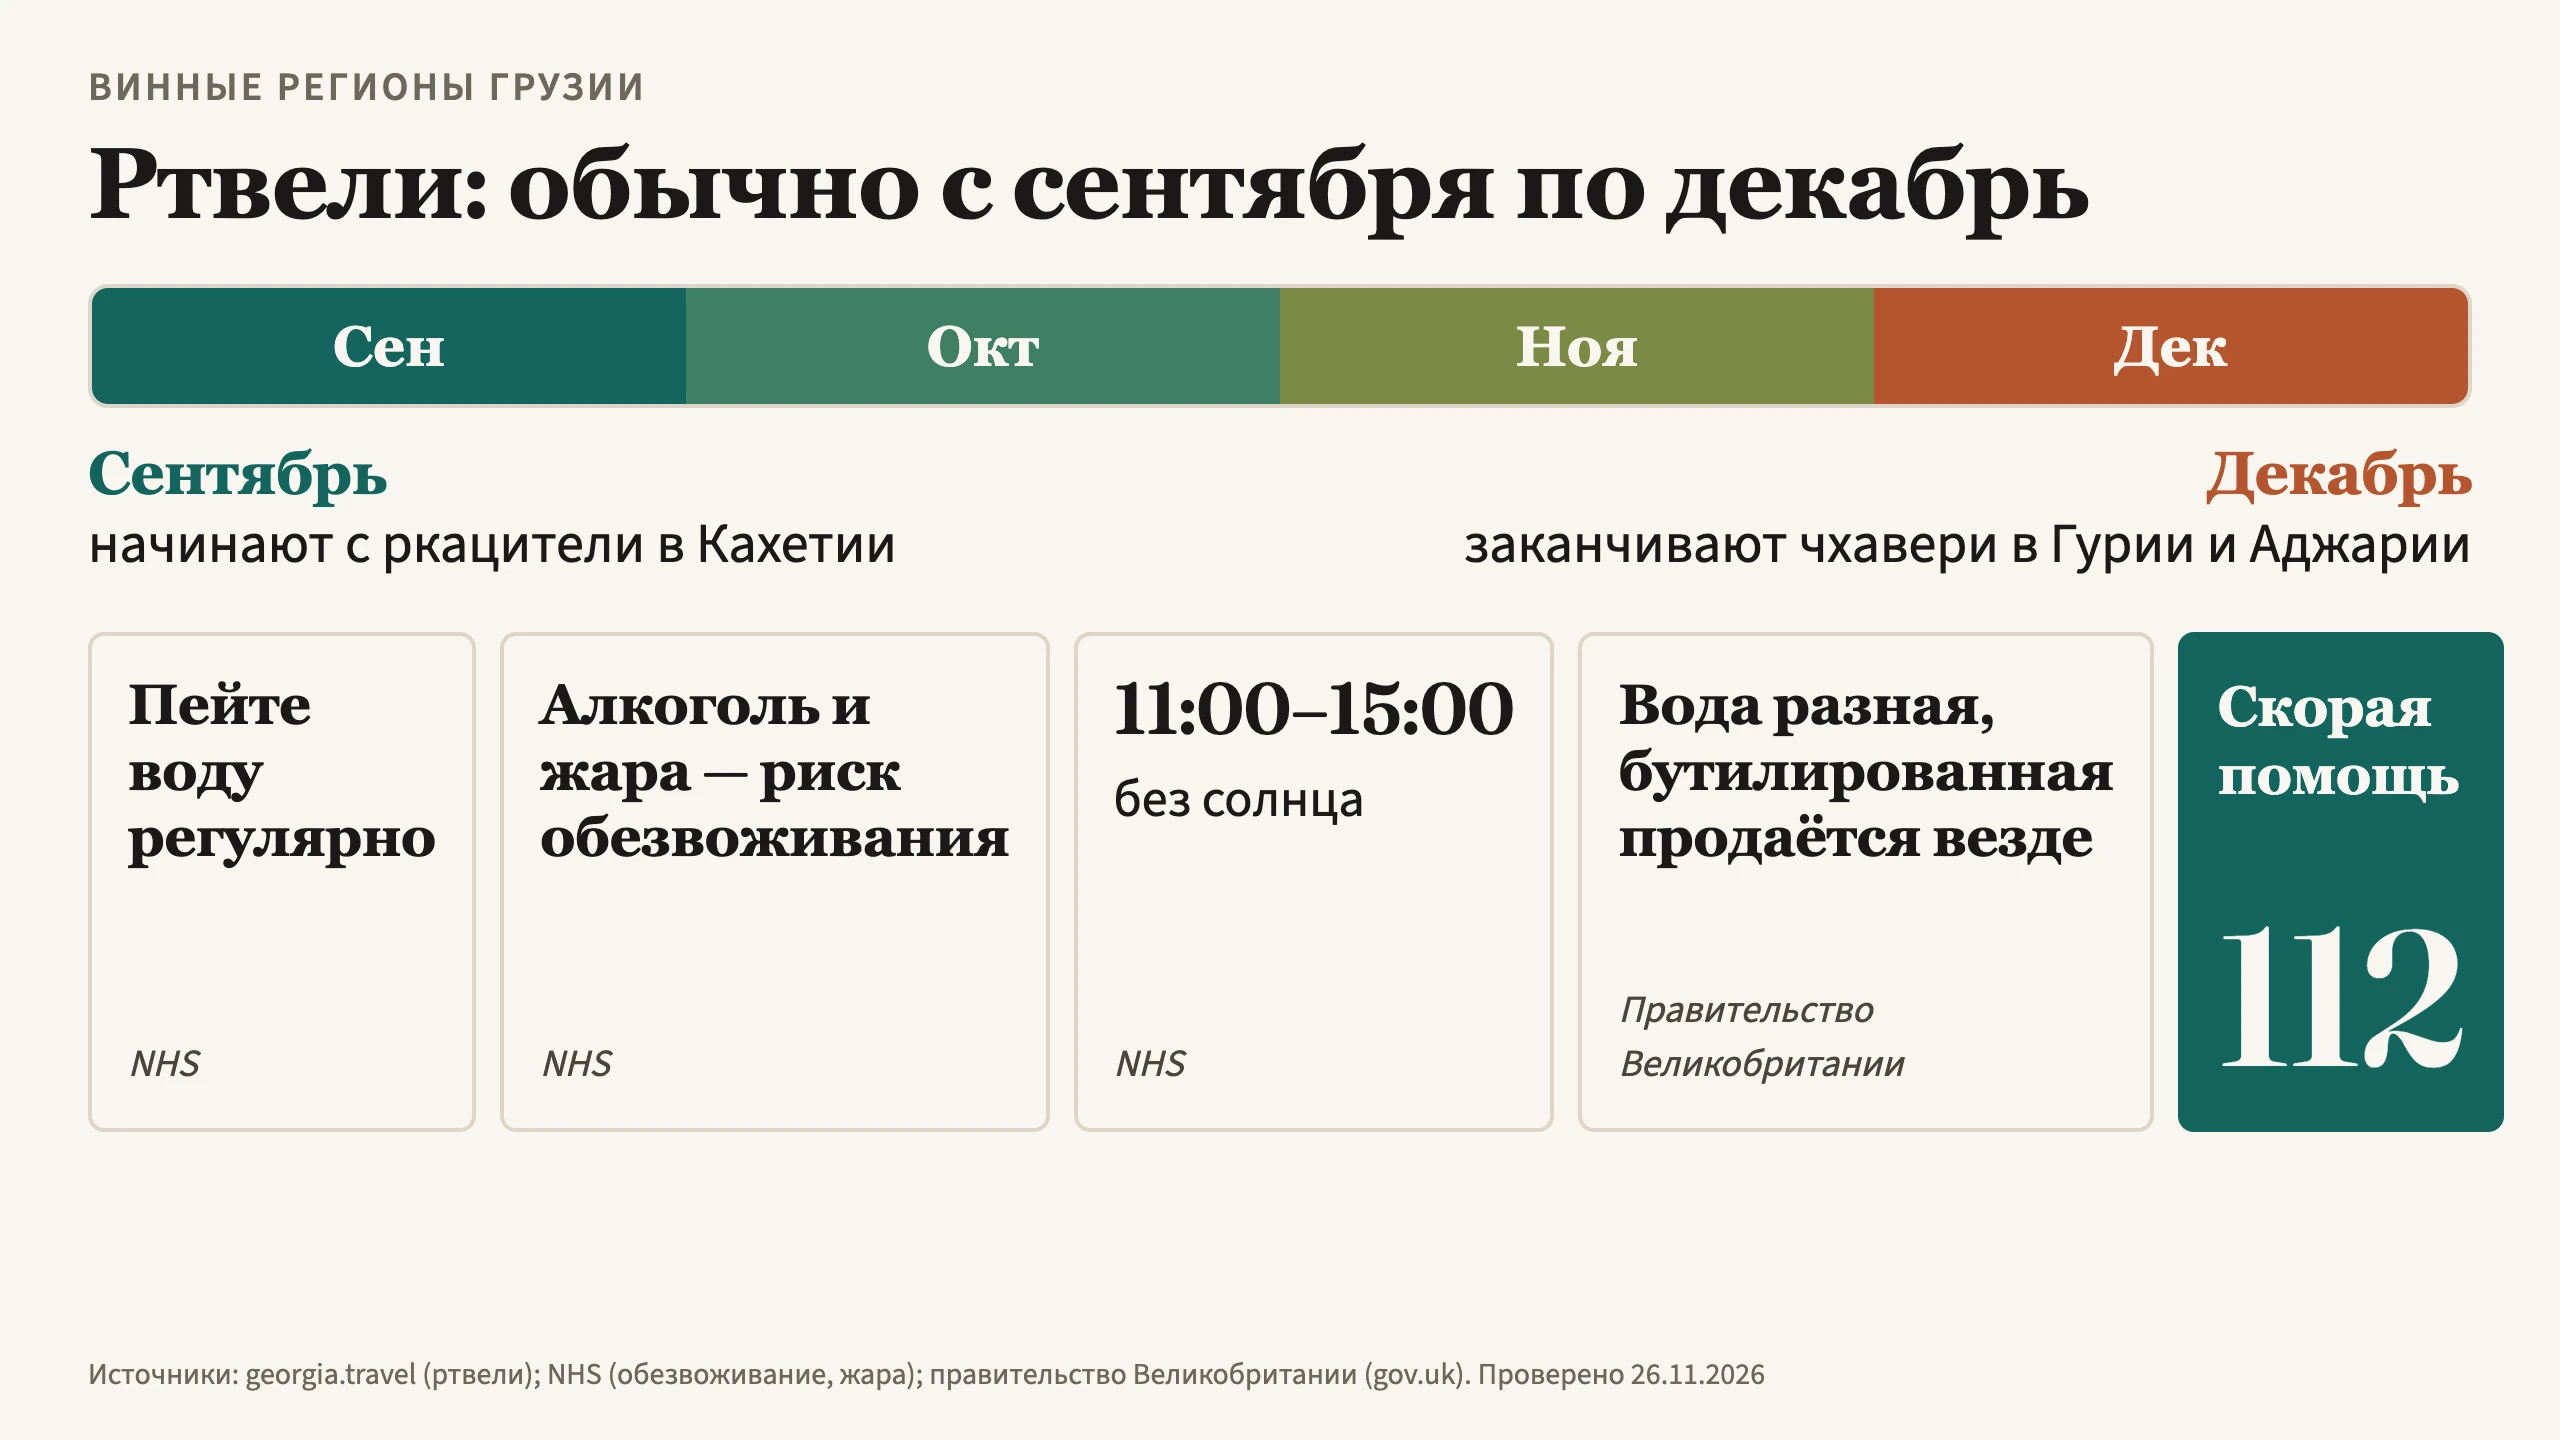 ВИННЫЕ РЕГИОНЫ ГРУЗИИ
Ртвели: обычно с сентября по декабрь
Сен
Окт
Ноя
Дек
Сентябрь
начинают с ркацители в Кахетии
Декабрь
заканчивают чхавери в Гурии и Аджарии
Пейте
воду
регулярно
NHS
Алкоголь и
жара — риск
обезвоживания
NHS
11:00–15:00
без солнца
NHS
Вода разная,
бутилированная
продаётся везде
Правительство
Великобритании
Скорая
помощь
112
Источники: georgia.travel (ртвели); NHS (обезвоживание, жара); правительство Великобритании (gov.uk). Проверено 26.11.2026